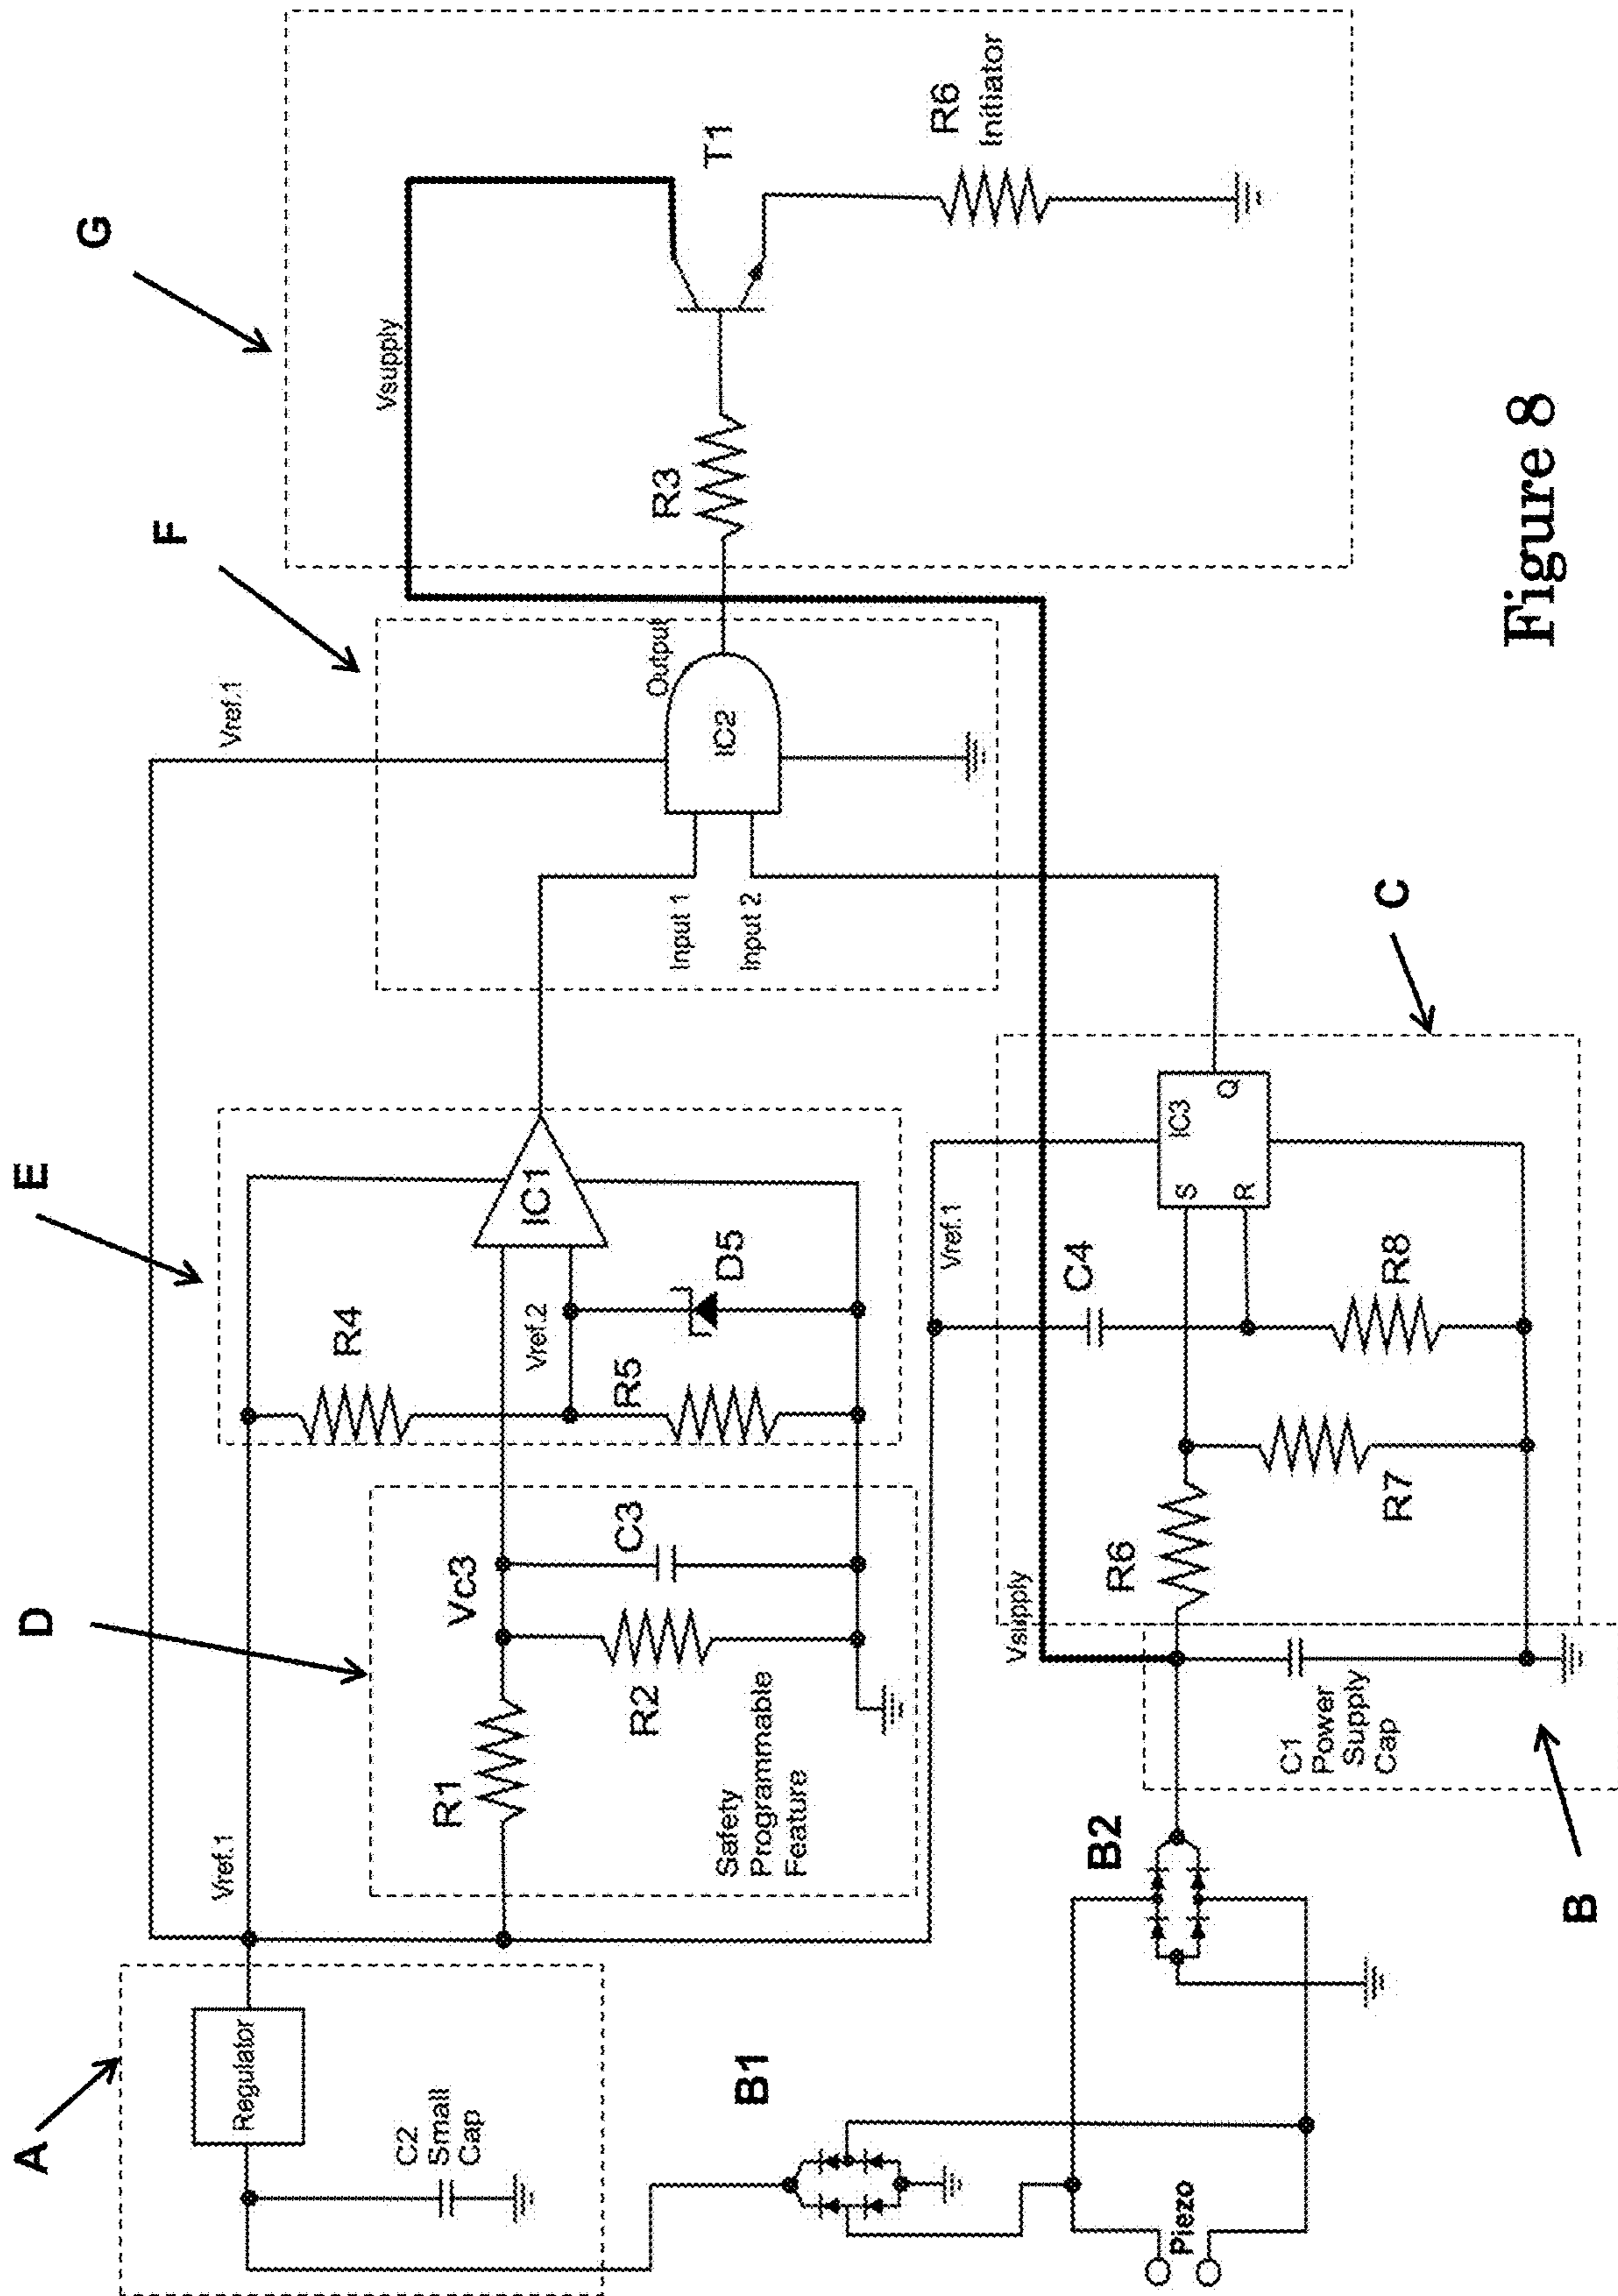 A
Regulator
C2
Small
Cap
B1
Piezo
Vref.1
D
R1
Vc3
R2
C3
Safety
Programmable
Feature
E
R4
Vref.2
R5
D5
IC1
F
Vref.1
Input 1
Input 2
IC2
Output
G
Vsupply
R3
T1
R6
Initiator
B2
B
C1
Power
Supply
Cap
Vsupply
C
R6
R7
Vref.1
C4
R8
S
R
IC3
Q
Figure 8